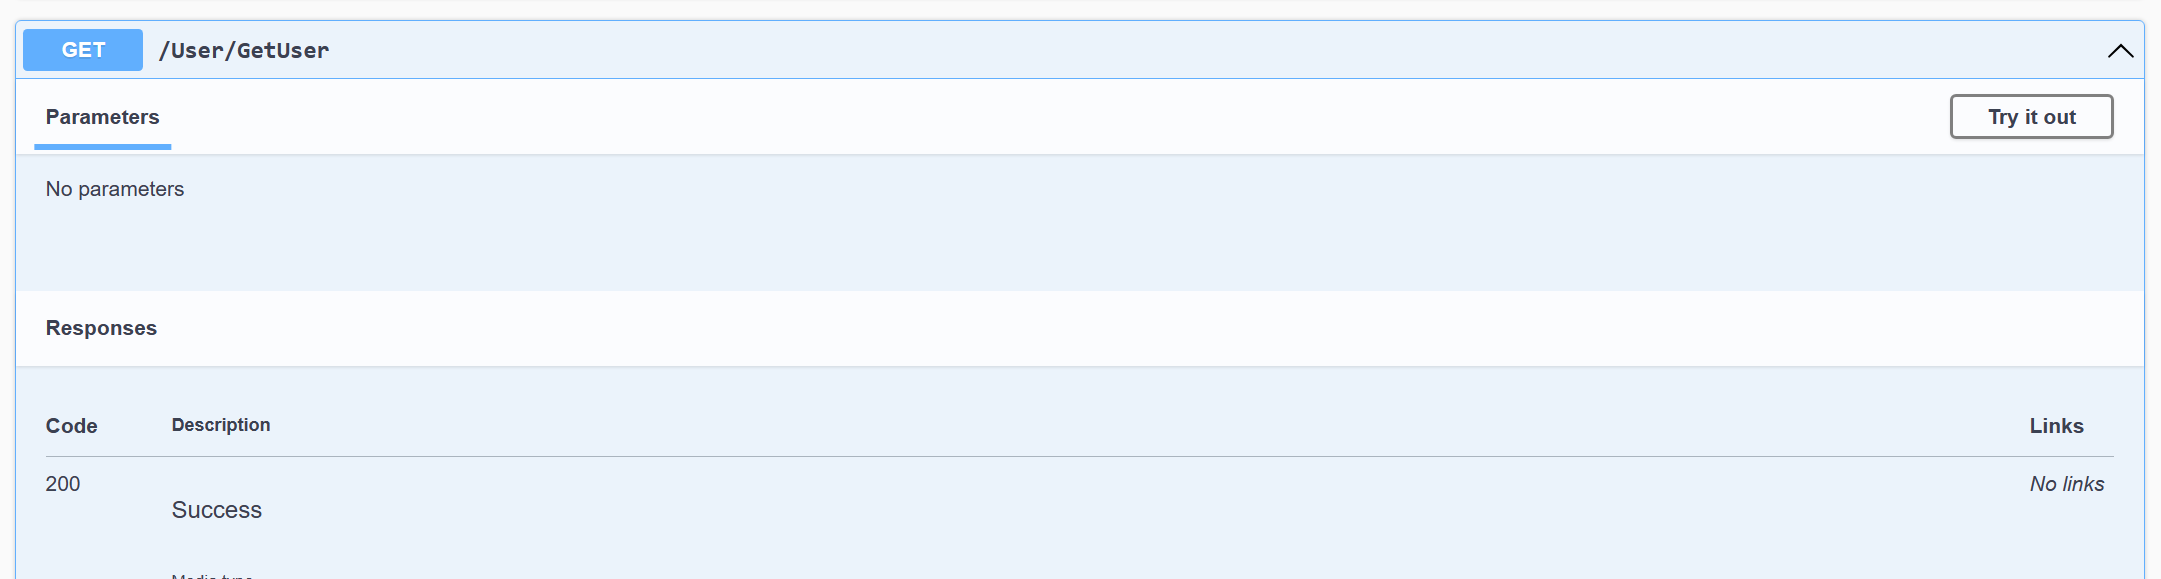 GET /User/GetUser
Parameters
Try it out
No parameters
Responses
Code Description Links
200 No links
Success